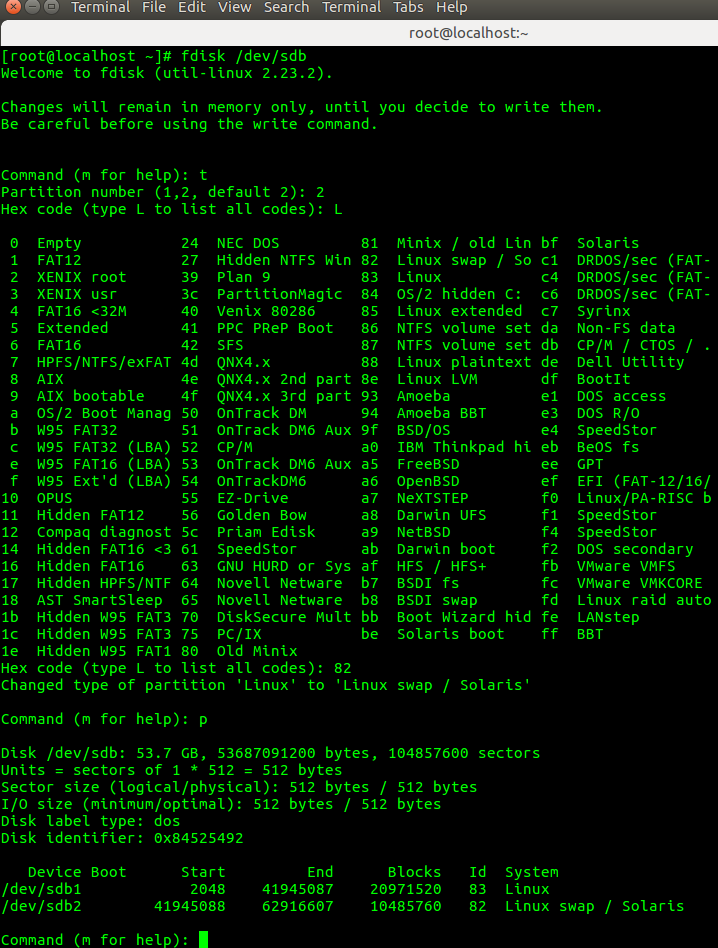 Terminal File Edit View Search Terminal Tabs Help
root@localhost:~
[root@localhost ~]# fdisk /dev/sdb
Welcome to fdisk (util-linux 2.23.2).
Changes will remain in memory only, until you decide to write them.
Be careful before using the write command.
Command (m for help): t
Partition number (1,2, default 2): 2
Hex code (type L to list all codes): L
 0  Empty           24  NEC DOS         81  Minix / old Lin bf  Solaris
 1  FAT12           27  Hidden NTFS Win 82  Linux swap / So c1  DRDOS/sec (FAT-
 2  XENIX root      39  Plan 9          83  Linux           c4  DRDOS/sec (FAT-
 3  XENIX usr       3c  PartitionMagic  84  OS/2 hidden C:  c6  DRDOS/sec (FAT-
 4  FAT16 <32M      40  Venix 80286     85  Linux extended  c7  Syrinx
 5  Extended        41  PPC PReP Boot   86  NTFS volume set da  Non-FS data
 6  FAT16           42  SFS             87  NTFS volume set db  CP/M / CTOS / .
 7  HPFS/NTFS/exFAT 4d  QNX4.x          88  Linux plaintext de  Dell Utility
 8  AIX             4e  QNX4.x 2nd part 8e  Linux LVM       df  BootIt
 9  AIX bootable    4f  QNX4.x 3rd part 93  Amoeba          e1  DOS access
 a  OS/2 Boot Manag 50  OnTrack DM      94  Amoeba BBT      e3  DOS R/O
 b  W95 FAT32       51  OnTrack DM6 Aux 9f  BSD/OS          e4  SpeedStor
 c  W95 FAT32 (LBA) 52  CP/M            a0  IBM Thinkpad hi eb  BeOS fs
 e  W95 FAT16 (LBA) 53  OnTrack DM6 Aux a5  FreeBSD         ee  GPT
 f  W95 Ext'd (LBA) 54  OnTrackDM6      a6  OpenBSD         ef  EFI (FAT-12/16/
10  OPUS            55  EZ-Drive        a7  NeXTSTEP        f0  Linux/PA-RISC b
11  Hidden FAT12    56  Golden Bow      a8  Darwin UFS      f1  SpeedStor
12  Compaq diagnost 5c  Priam Edisk     a9  NetBSD          f4  SpeedStor
14  Hidden FAT16 <3 61  SpeedStor       ab  Darwin boot     f2  DOS secondary
16  Hidden FAT16    63  GNU HURD or Sys af  HFS / HFS+      fb  VMware VMFS
17  Hidden HPFS/NTF 64  Novell Netware  b7  BSDI fs         fc  VMware VMKCORE
18  AST SmartSleep  65  Novell Netware  b8  BSDI swap       fd  Linux raid auto
1b  Hidden W95 FAT3 70  DiskSecure Mult bb  Boot Wizard hid fe  LANstep
1c  Hidden W95 FAT3 75  PC/IX           be  Solaris boot    ff  BBT
1e  Hidden W95 FAT1 80  Old Minix
Hex code (type L to list all codes): 82
Changed type of partition 'Linux' to 'Linux swap / Solaris'
Command (m for help): p
Disk /dev/sdb: 53.7 GB, 53687091200 bytes, 104857600 sectors
Units = sectors of 1 * 512 = 512 bytes
Sector size (logical/physical): 512 bytes / 512 bytes
I/O size (minimum/optimal): 512 bytes / 512 bytes
Disk label type: dos
Disk identifier: 0x84525492
   Device Boot      Start         End      Blocks   Id  System
/dev/sdb1            2048    41945087    20971520   83  Linux
/dev/sdb2        41945088    62916607    10485760   82  Linux swap / Solaris
Command (m for help):